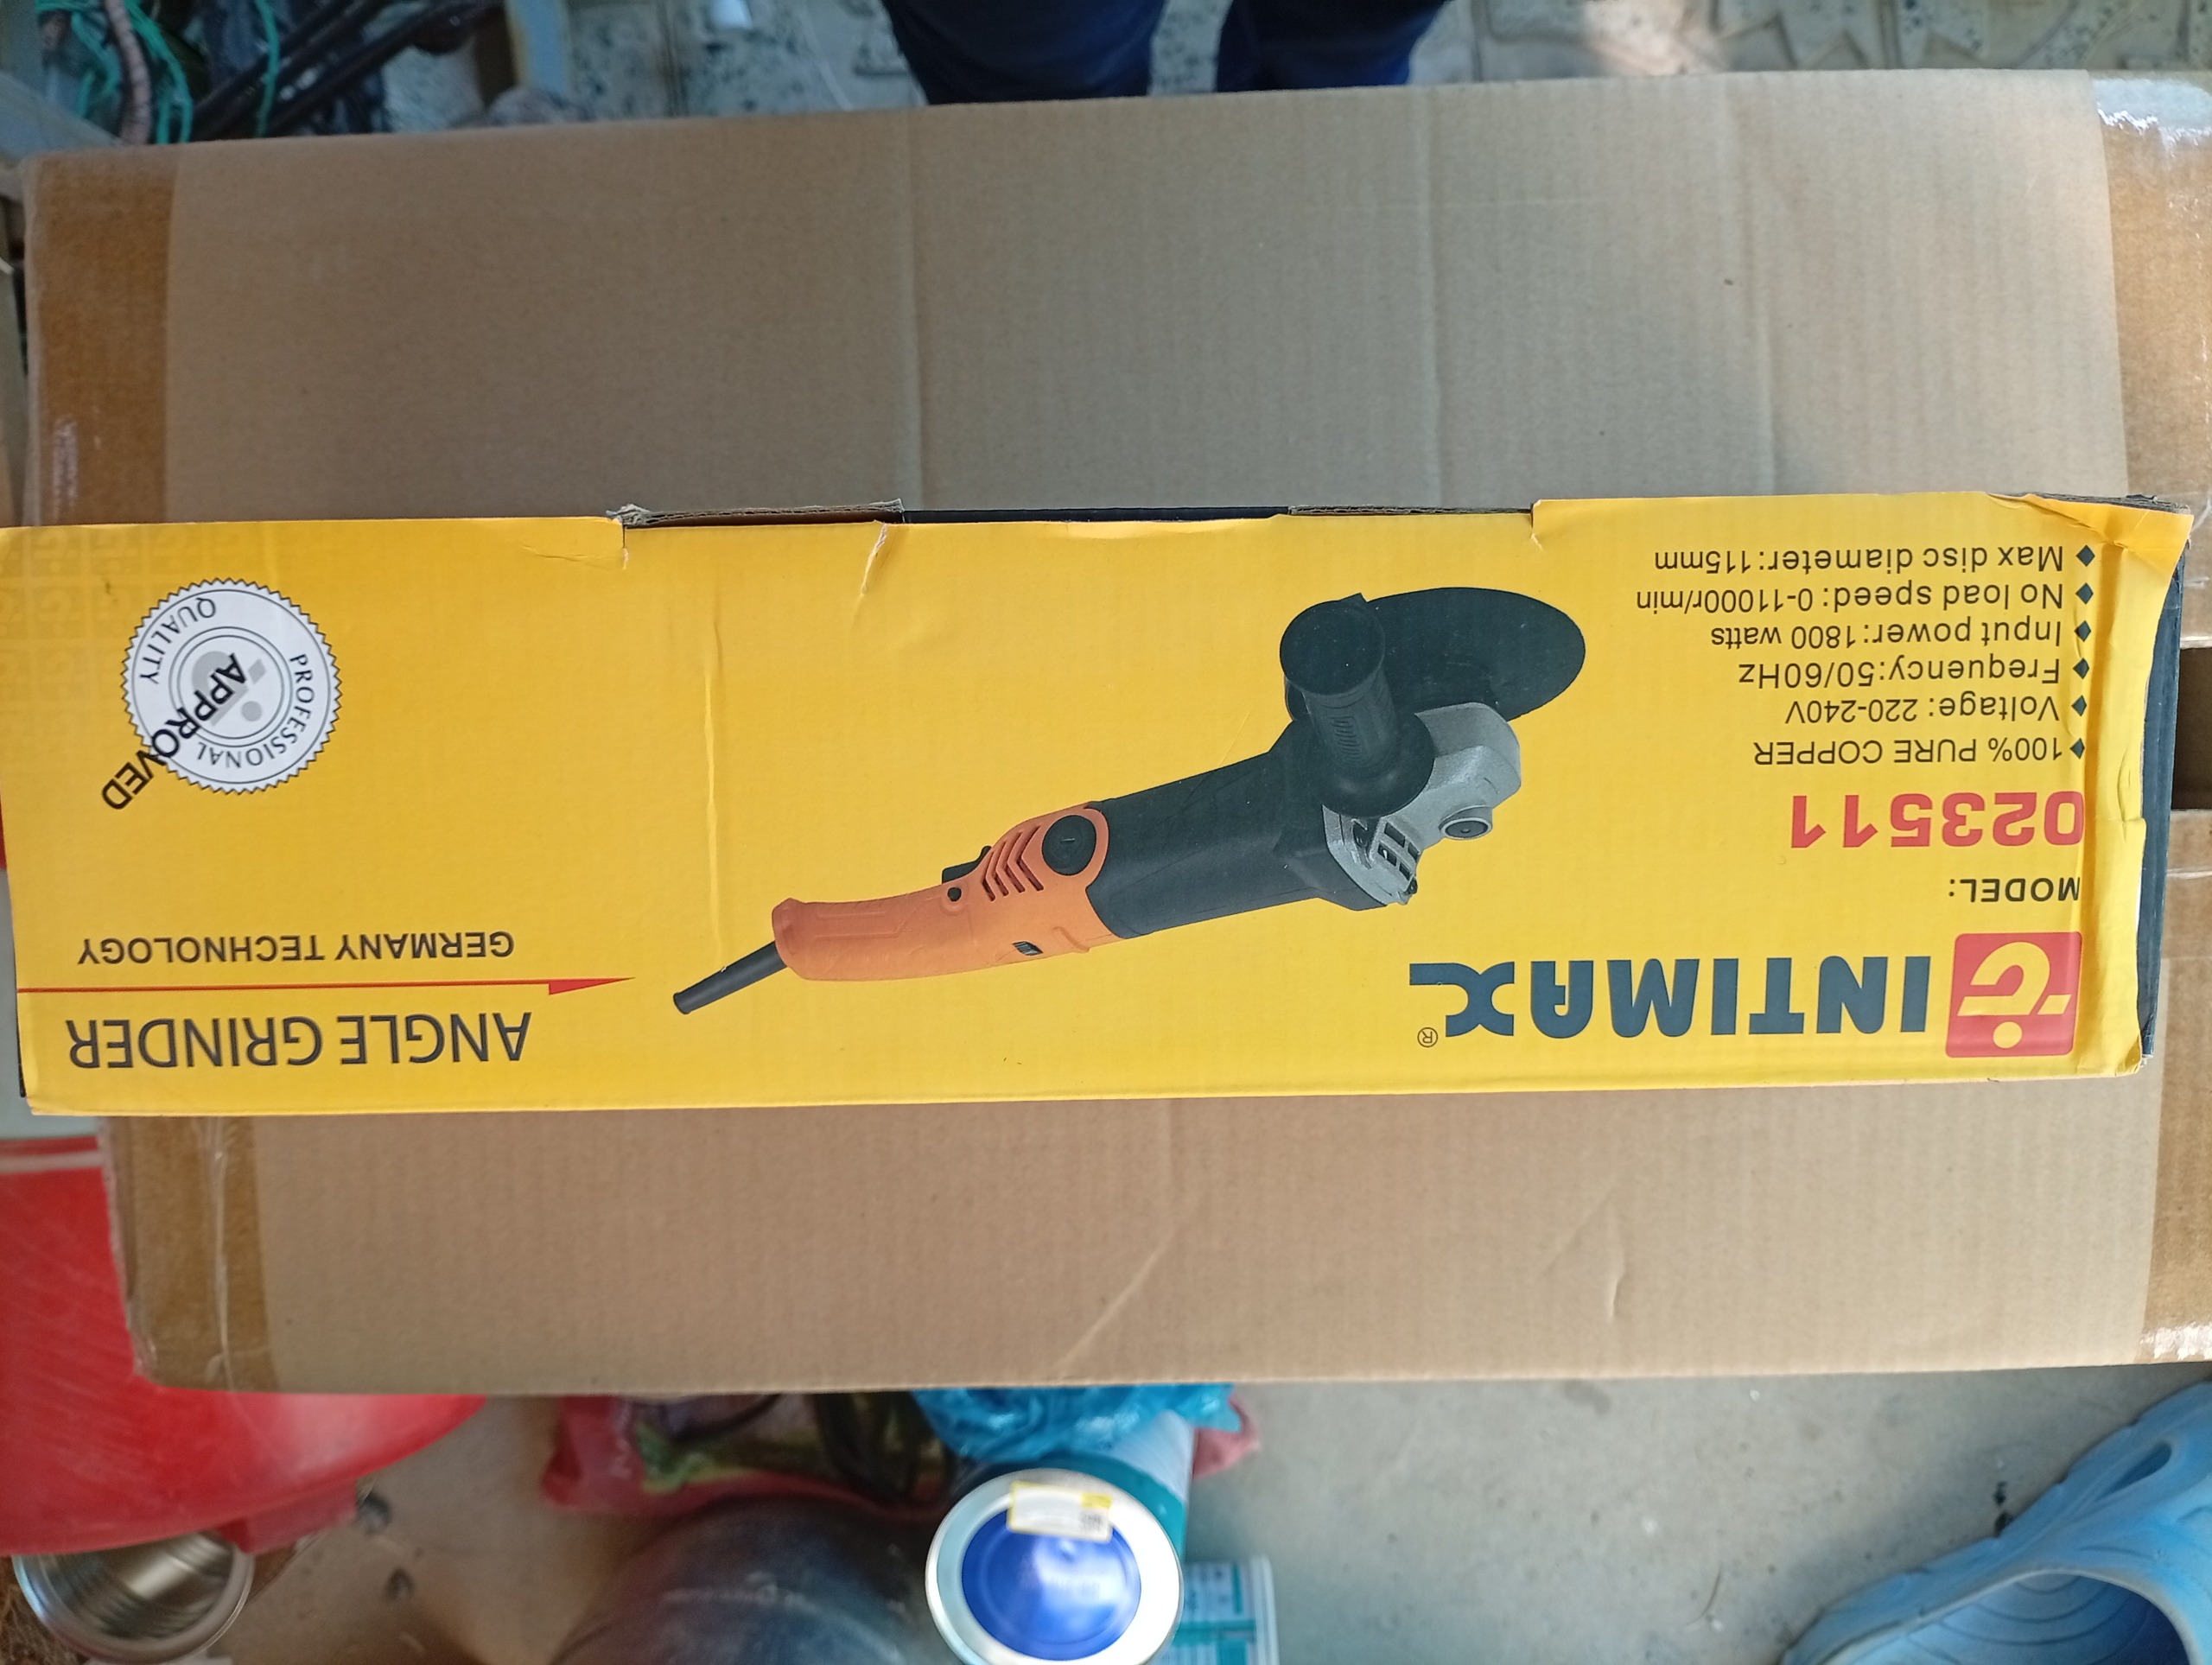 INTIMAX®
MODEL:
023511
100% PURE COPPER
Voltage: 220-240V
Frequency:50/60Hz
Input power:1800 watts
No load speed: 0-11000r/min
Max disc diameter:115mm
ANGLE GRINDER
GERMANY TECHNOLOGY
PROFESSIONAL
APPROVED
QUALITY